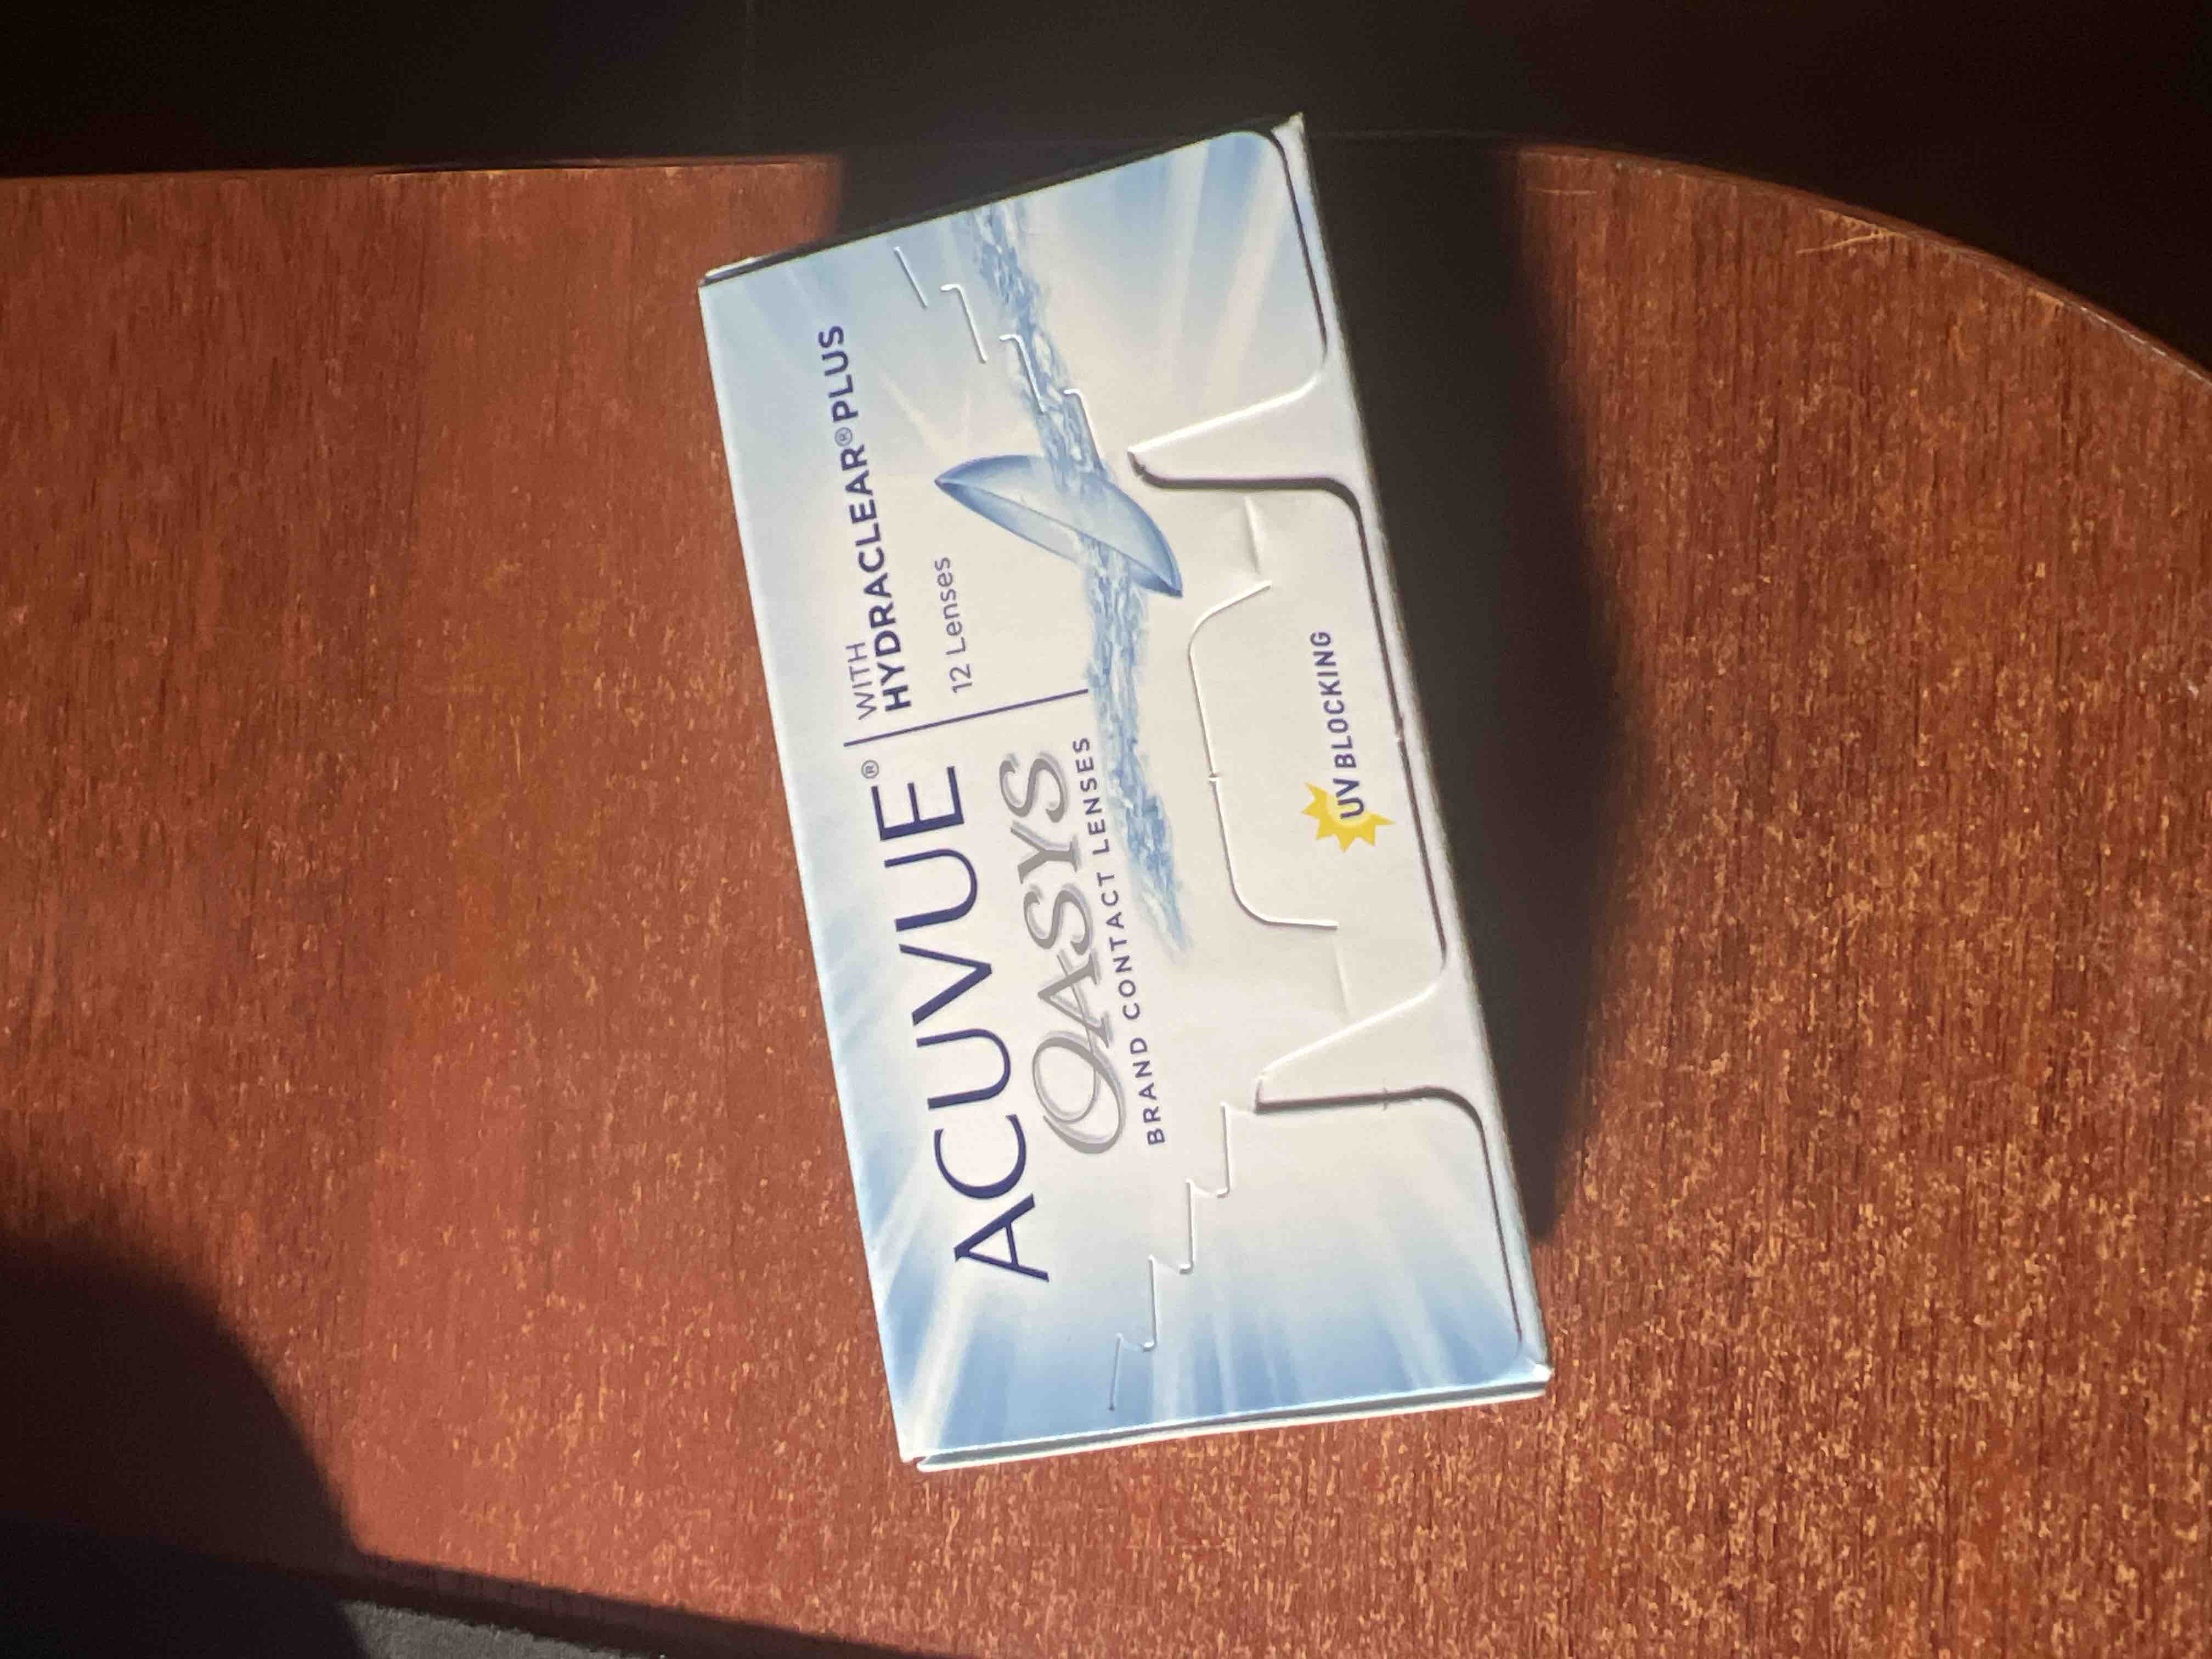 ACUVUE®
OASYS
BRAND CONTACT LENSES
WITH
HYDRACLEAR® PLUS
12 Lenses
UV BLOCKING